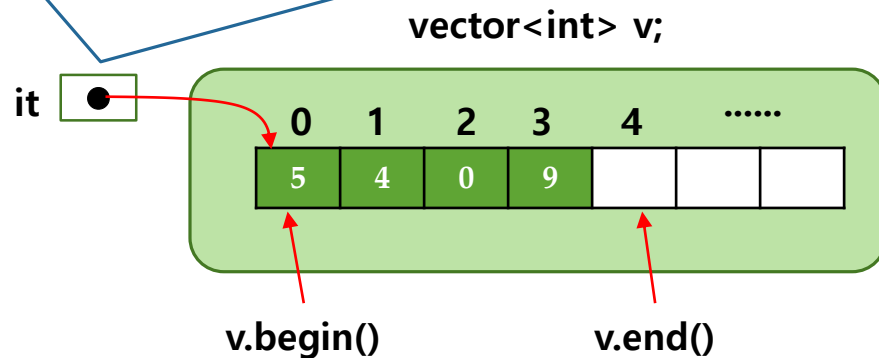 vector<int> v;
it
0 1 2 3 4 ......
5 4 0 9
v.begin() v.end()